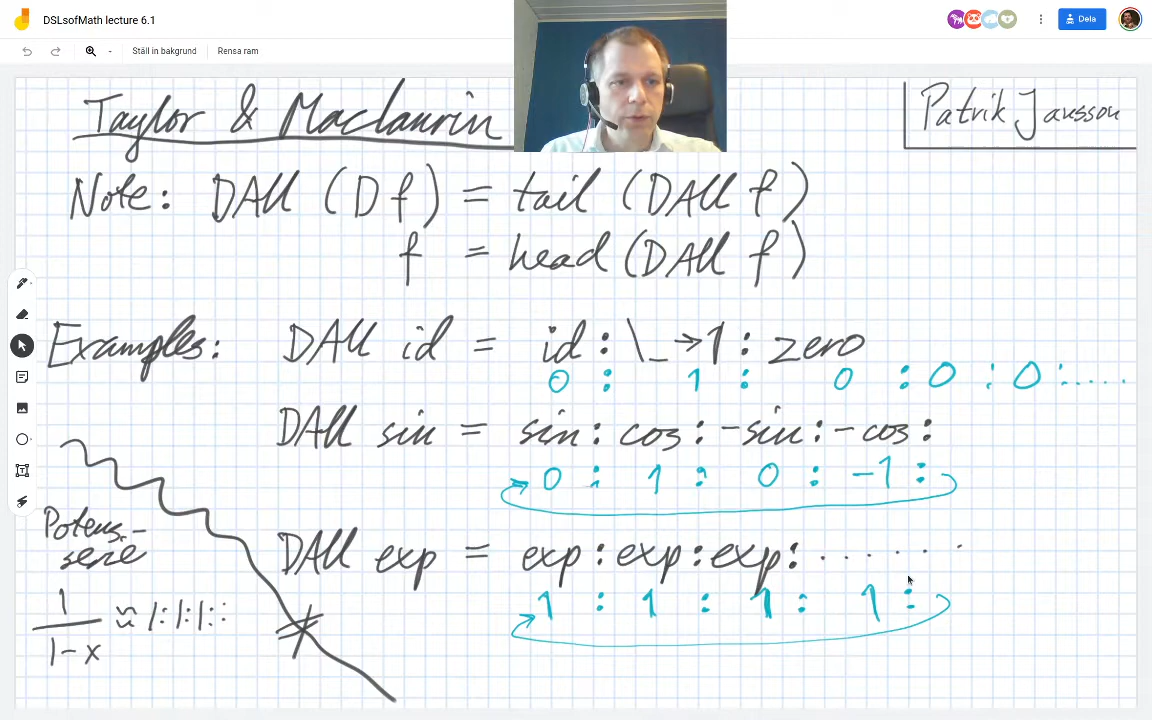 DSLsofMath lecture 6.1
Dela
Ställ in bakgrund
Rensa ram
Taylor & Maclaurin
Patrik Jansson
Note: DAll (D f) = tail (DAll f)
f = head (DAll f)
Examples: DAll id = id : \_ → 1 : zero
0 : 1 : 0 : 0 : 0 : ....
DAll sin = sin : cos : -sin : -cos :
0 : 1 : 0 : -1 :
Potens-
serie
DAll exp = exp : exp : exp : ......
1 : 1 : 1 : 1 :
1/(1-x) ≈ 1:1:1::